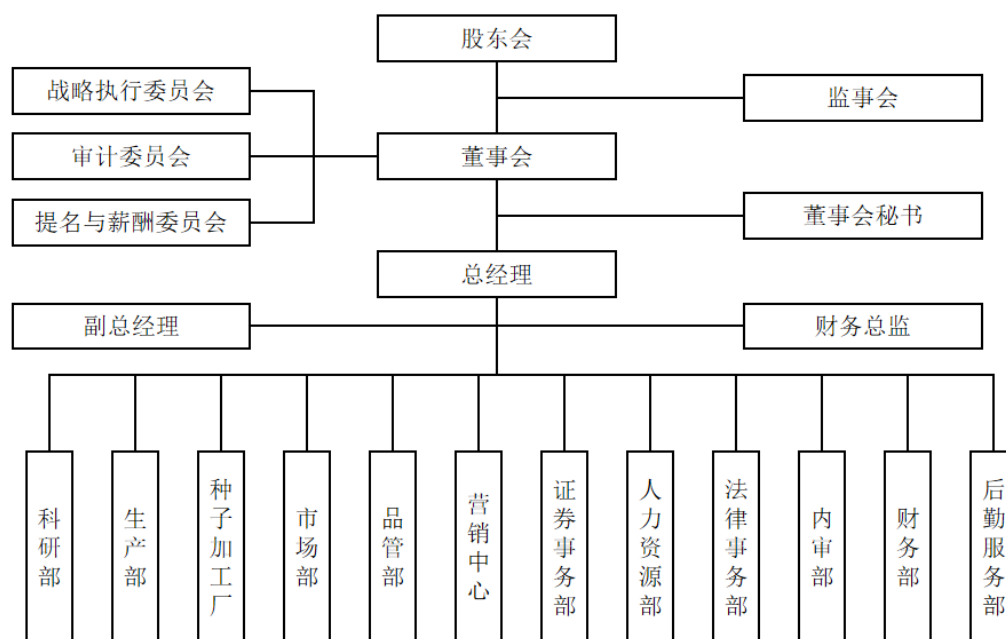 股东会
战略执行委员会
监事会
审计委员会
董事会
提名与薪酬委员会
董事会秘书
总经理
副总经理
财务总监
科研部
生产部
种子加工厂
市场部
品管部
营销中心
证券事务部
人力资源部
法律事务部
内审部
财务部
后勤服务部